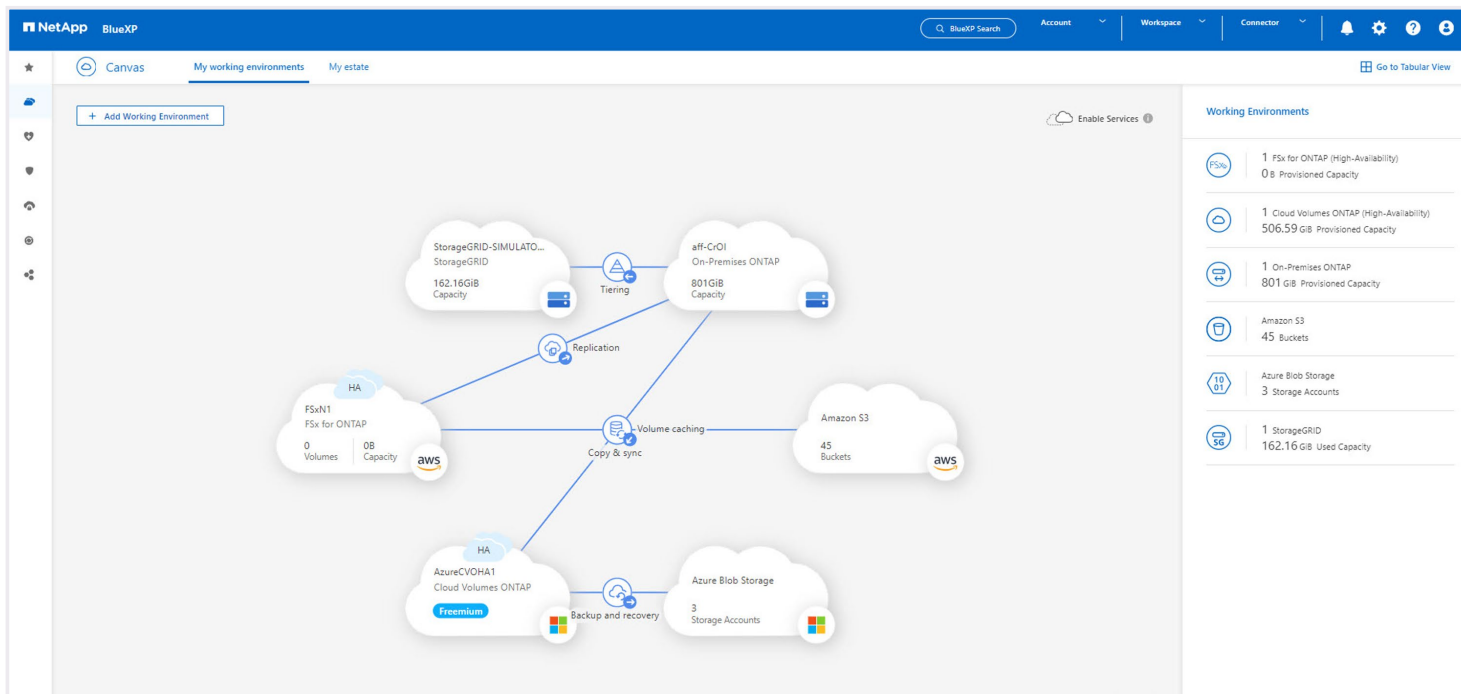 NetApp BlueXP
BlueXP Search
Account
Workspace
Connector
Canvas
My working environments
My estate
Go to Tabular View
+ Add Working Environment
Enable Services
StorageGRID-SIMULATO...
StorageGRID
162.16GiB
Capacity
Tiering
aff-CrOI
On-Premises ONTAP
801GiB
Capacity
Replication
HA
FSxN1
FSx for ONTAP
0
Volumes
0B
Capacity
aws
Volume caching
Copy & sync
Amazon S3
45
Buckets
aws
HA
AzureCVOHA1
Cloud Volumes ONTAP
Freemium
Backup and recovery
Azure Blob Storage
3
Storage Accounts
Working Environments
FSx
1 FSx for ONTAP (High-Availability)
0 B Provisioned Capacity
1 Cloud Volumes ONTAP (High-Availability)
506.59 GiB Provisioned Capacity
1 On-Premises ONTAP
801 GiB Provisioned Capacity
Amazon S3
45 Buckets
10
01
Azure Blob Storage
3 Storage Accounts
SG
1 StorageGRID
162.16 GiB Used Capacity